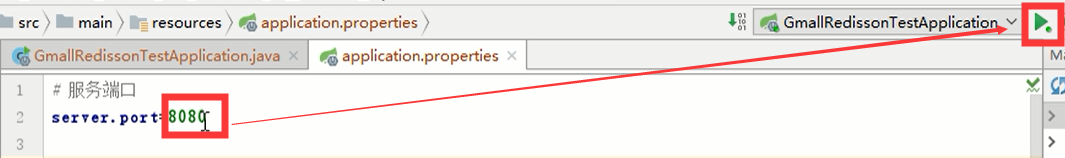 src main resources application.properties GmallRedissonTestApplication
GmallRedissonTestApplication.java × application.properties ×
1 # 服务端口
2 server.port=8080
3